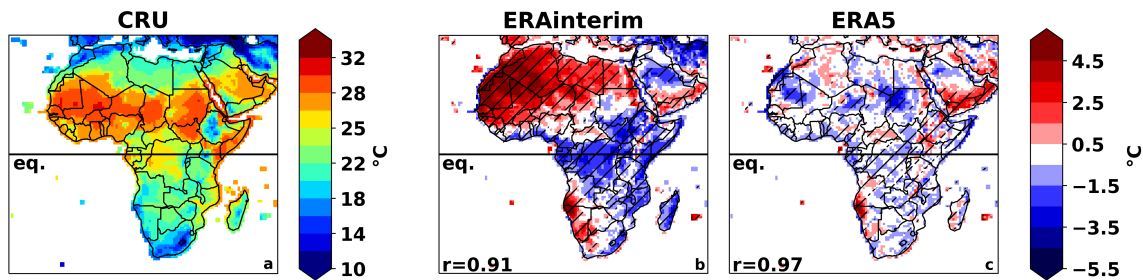 CRU
ERAinterim
ERA5
32
30
28
25
22
18
14
10
°C
eq.
a
eq.
r=0.91
b
eq.
r=0.97
c
4.5
2.5
0.5
−1.5
−3.5
−5.5
°C